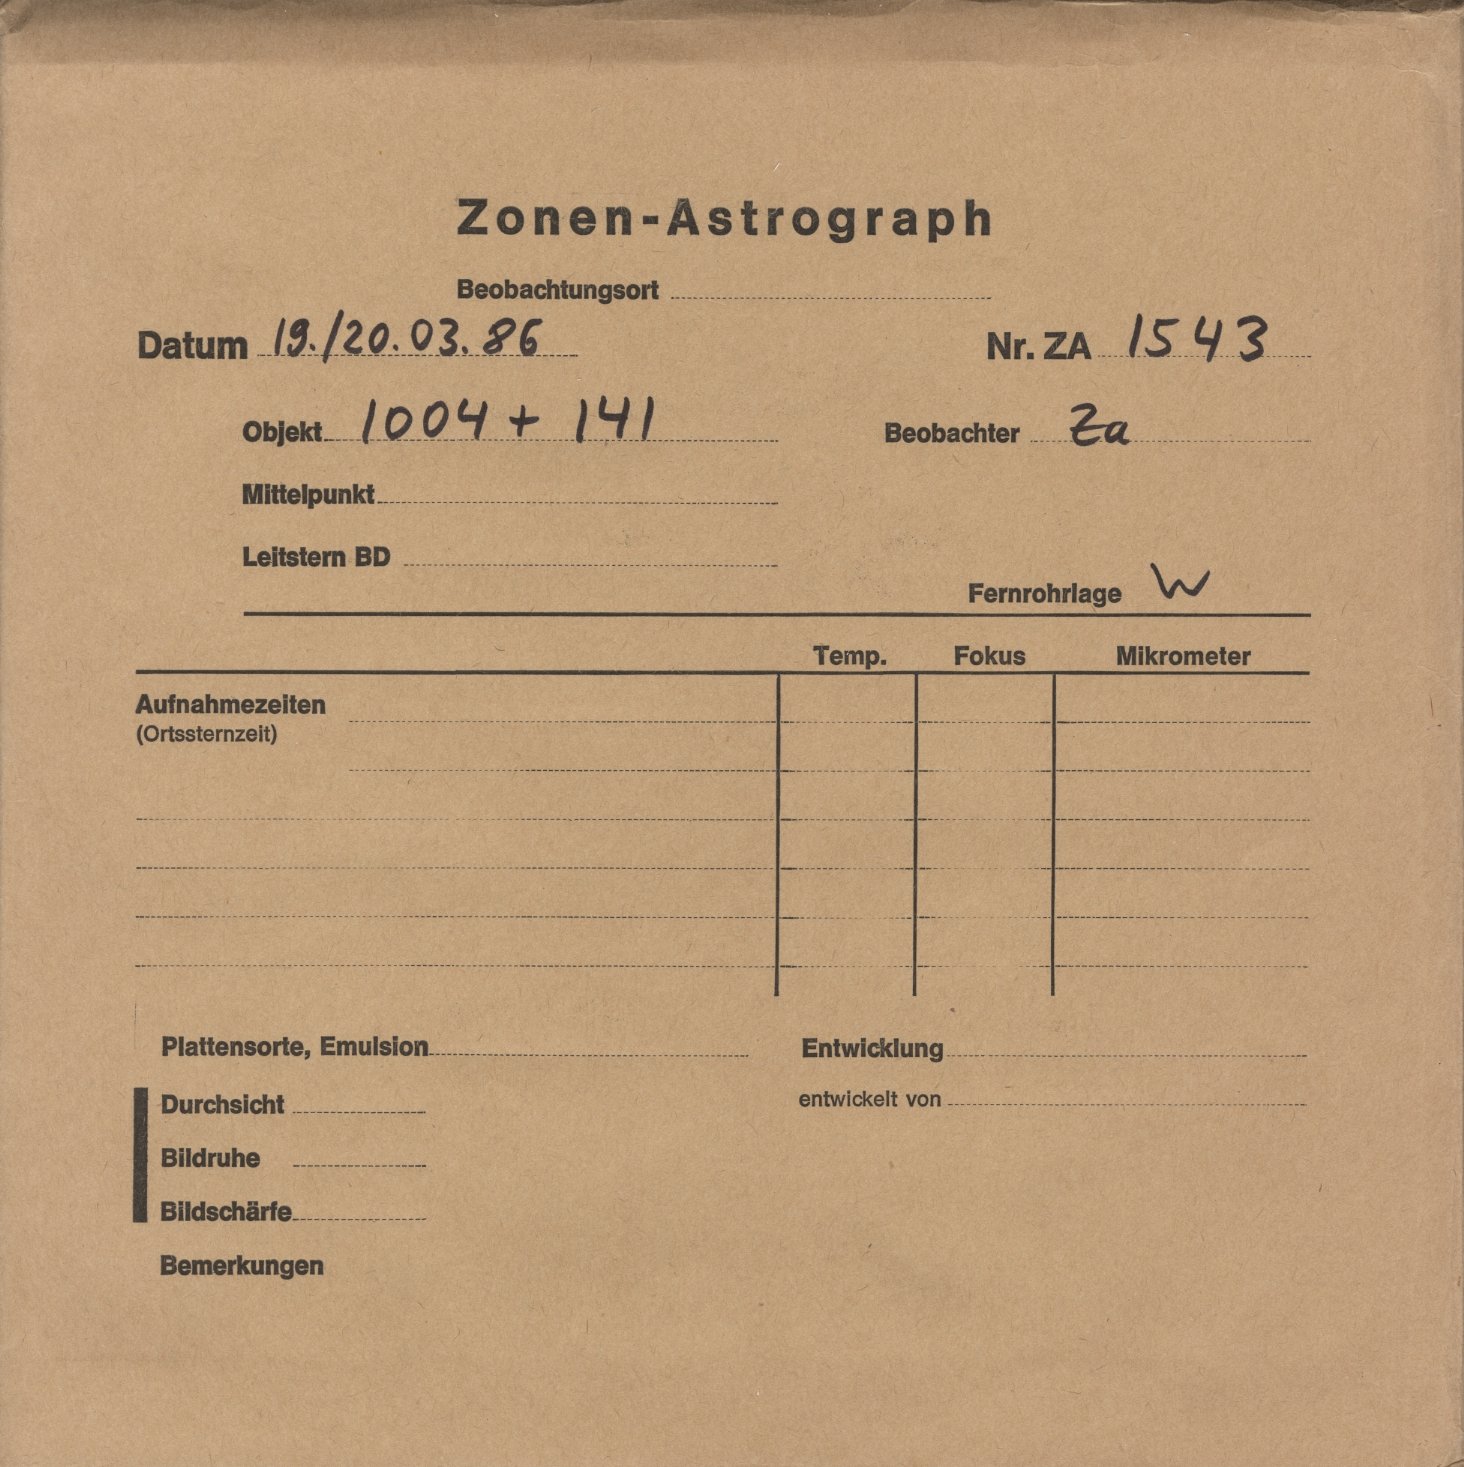 Zonen-Astrograph
Beobachtungsort
Datum 19./20.03.86 Nr. ZA 1543
Objekt 1004 + 141 Beobachter Za
Mittelpunkt
Leitstern BD
Fernrohrlage W
Temp. Fokus Mikrometer
Aufnahmezeiten
(Ortssternzeit)
Plattensorte, Emulsion Entwicklung
Durchsicht entwickelt von
Bildruhe
Bildschärfe
Bemerkungen